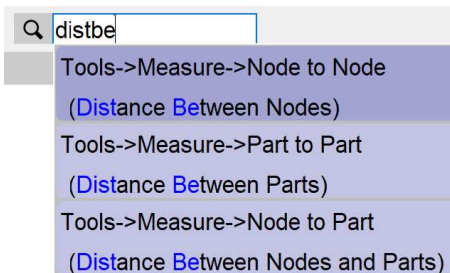 distbe
Tools->Measure->Node to Node
(Distance Between Nodes)
Tools->Measure->Part to Part
(Distance Between Parts)
Tools->Measure->Node to Part
(Distance Between Nodes and Parts)